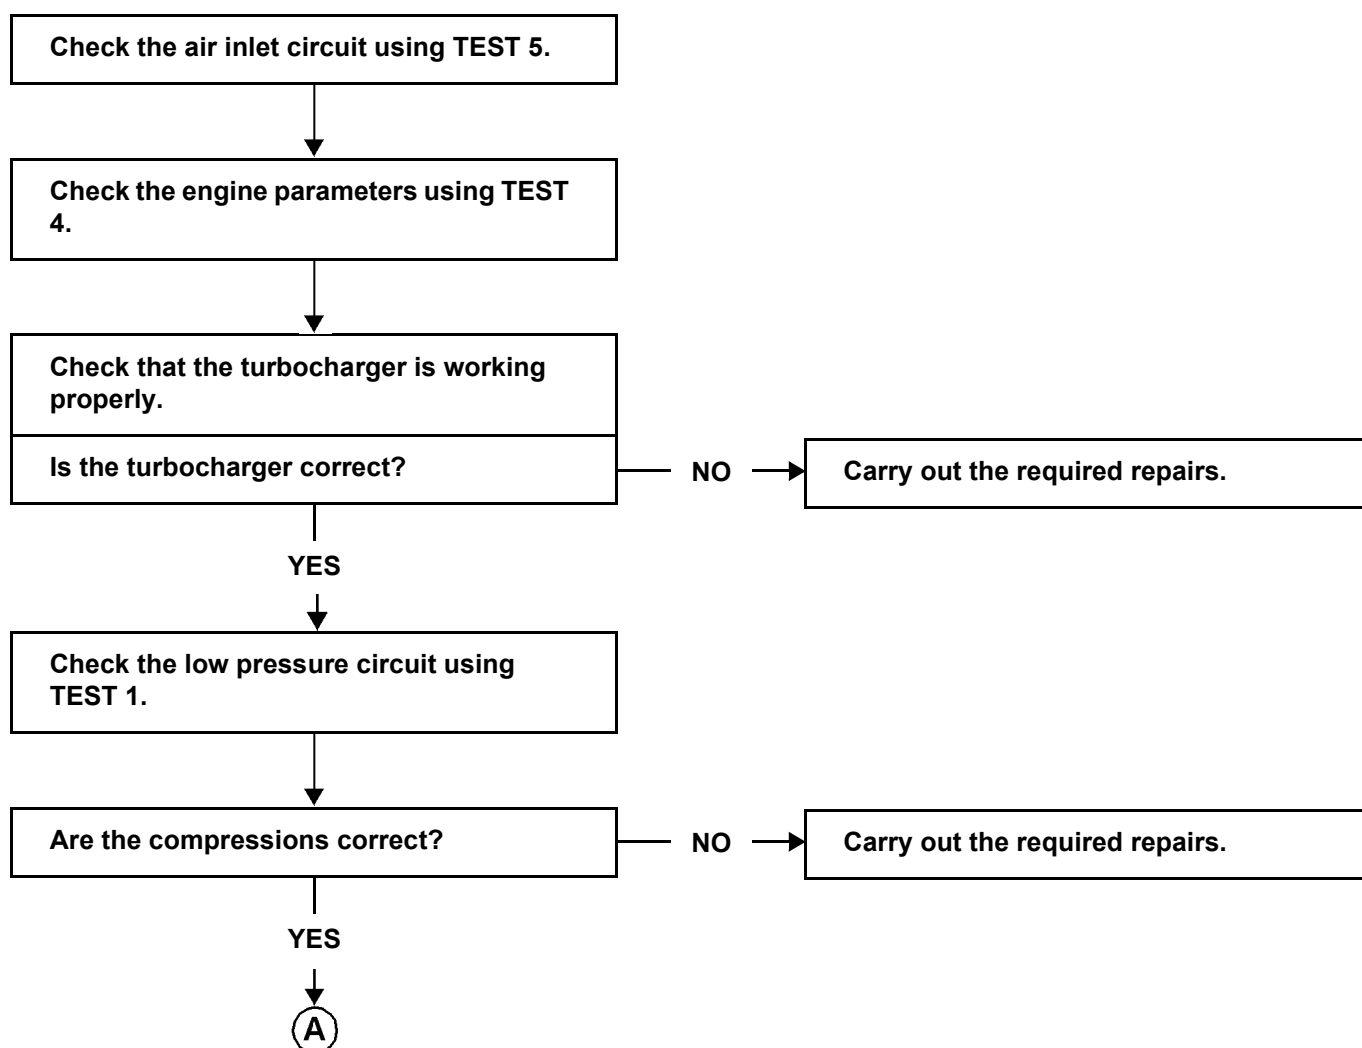 Check the air inlet circuit using TEST 5.
Check the engine parameters using TEST
4.
Check that the turbocharger is working
properly.
Is the turbocharger correct?
NO
Carry out the required repairs.
YES
Check the low pressure circuit using
TEST 1.
Are the compressions correct?
NO
Carry out the required repairs.
YES
A